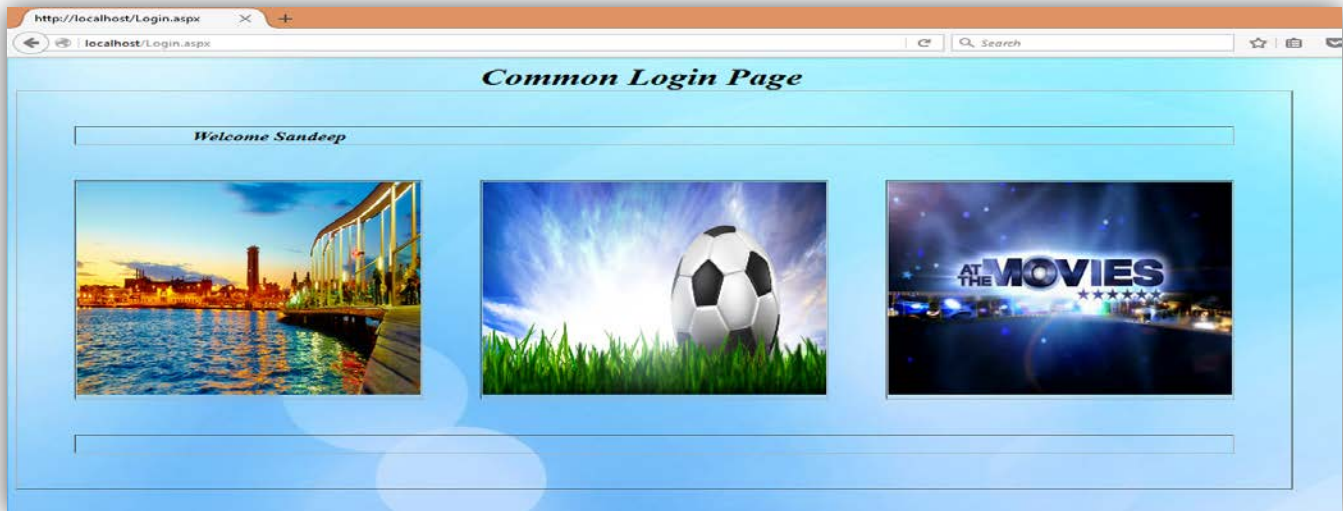 http://localhost/Login.aspx
localhost/Login.aspx
Search
Common Login Page
Welcome Sandeep
AT THE MOVIES